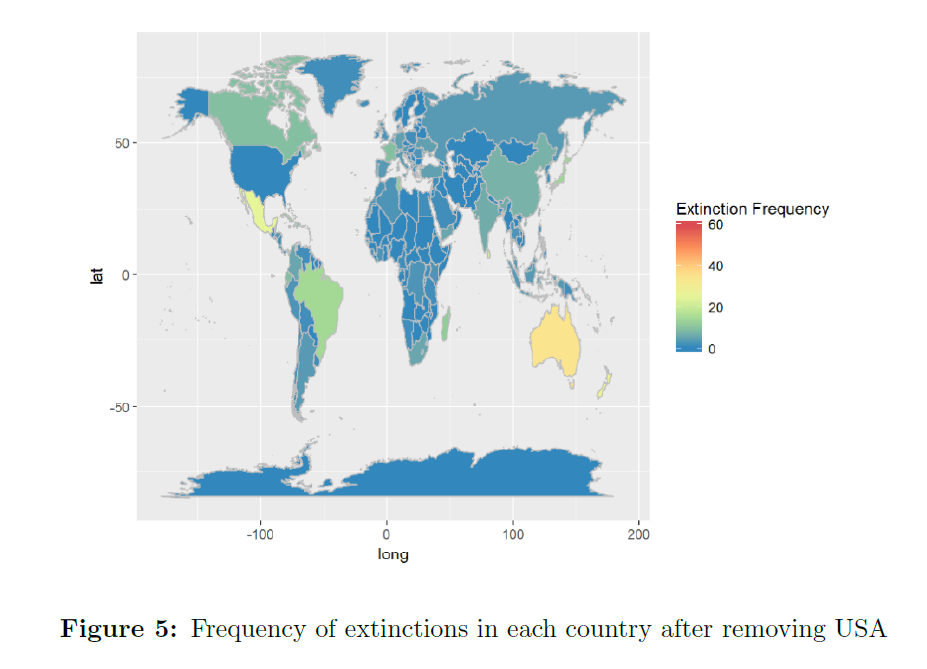 50
0
-50
lat
-100
0
100
200
long
Extinction Frequency
60
40
20
0
Figure 5: Frequency of extinctions in each country after removing USA